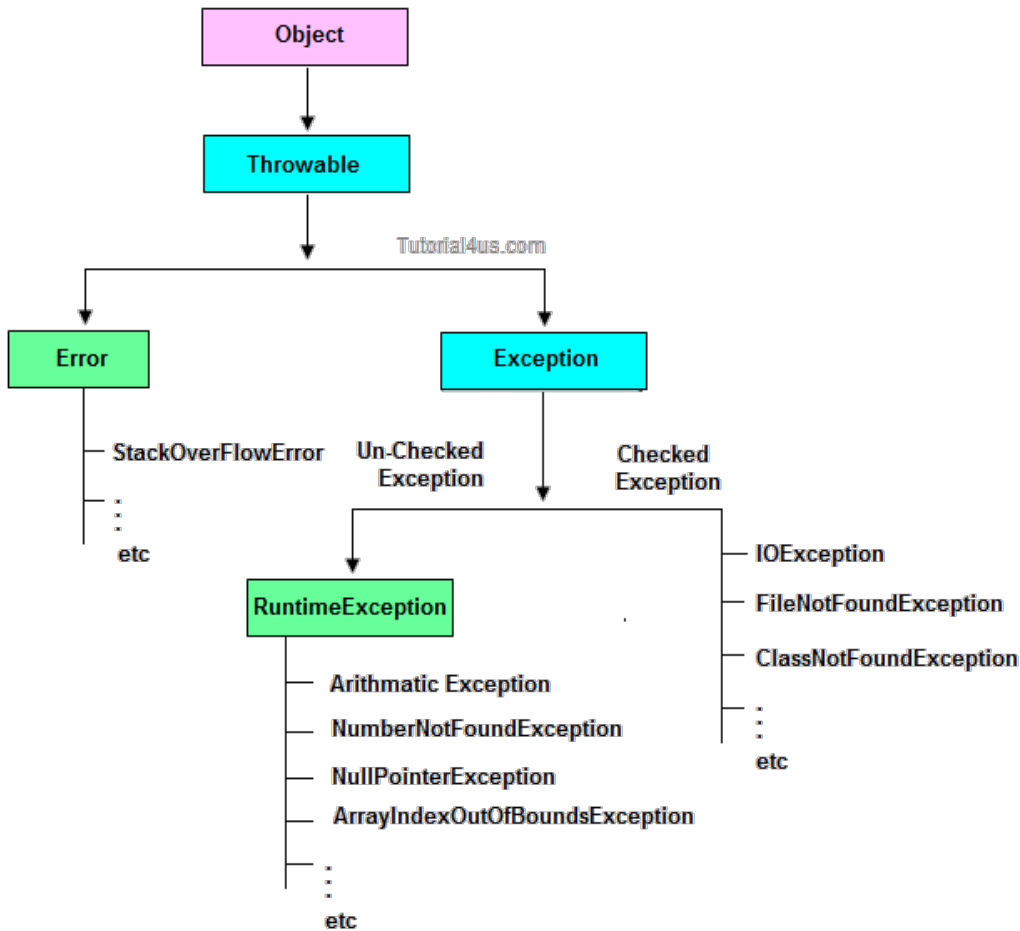 Object
Throwable
Tutorial4us.com
Error
Exception
StackOverFlowError
.
.
.
etc
Un-Checked
Exception
Checked
Exception
RuntimeException
Arithmatic Exception
NumberNotFoundException
NullPointerException
ArrayIndexOutOfBoundsException
.
.
.
etc
IOException
FileNotFoundException
ClassNotFoundException
.
.
.
etc